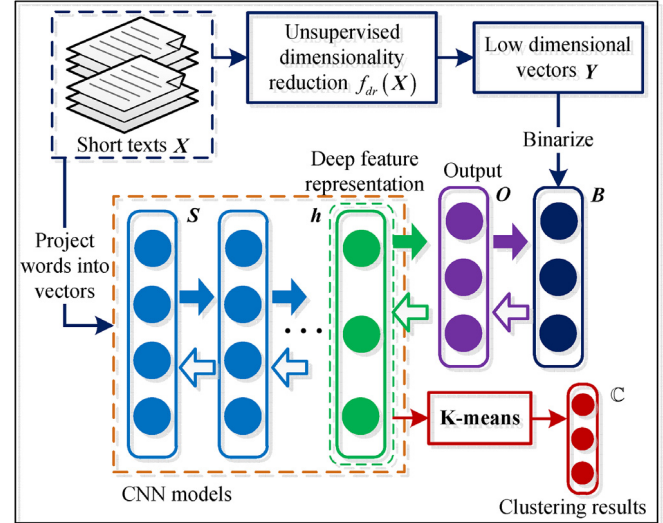 Unsupervised
dimensionality
reduction f_dr(X)
Low dimensional
vectors Y
Short texts X
Binarize
Deep feature
representation
Output
Project
words into
vectors
S
h
O
B
...
K-means
ℂ
CNN models
Clustering results